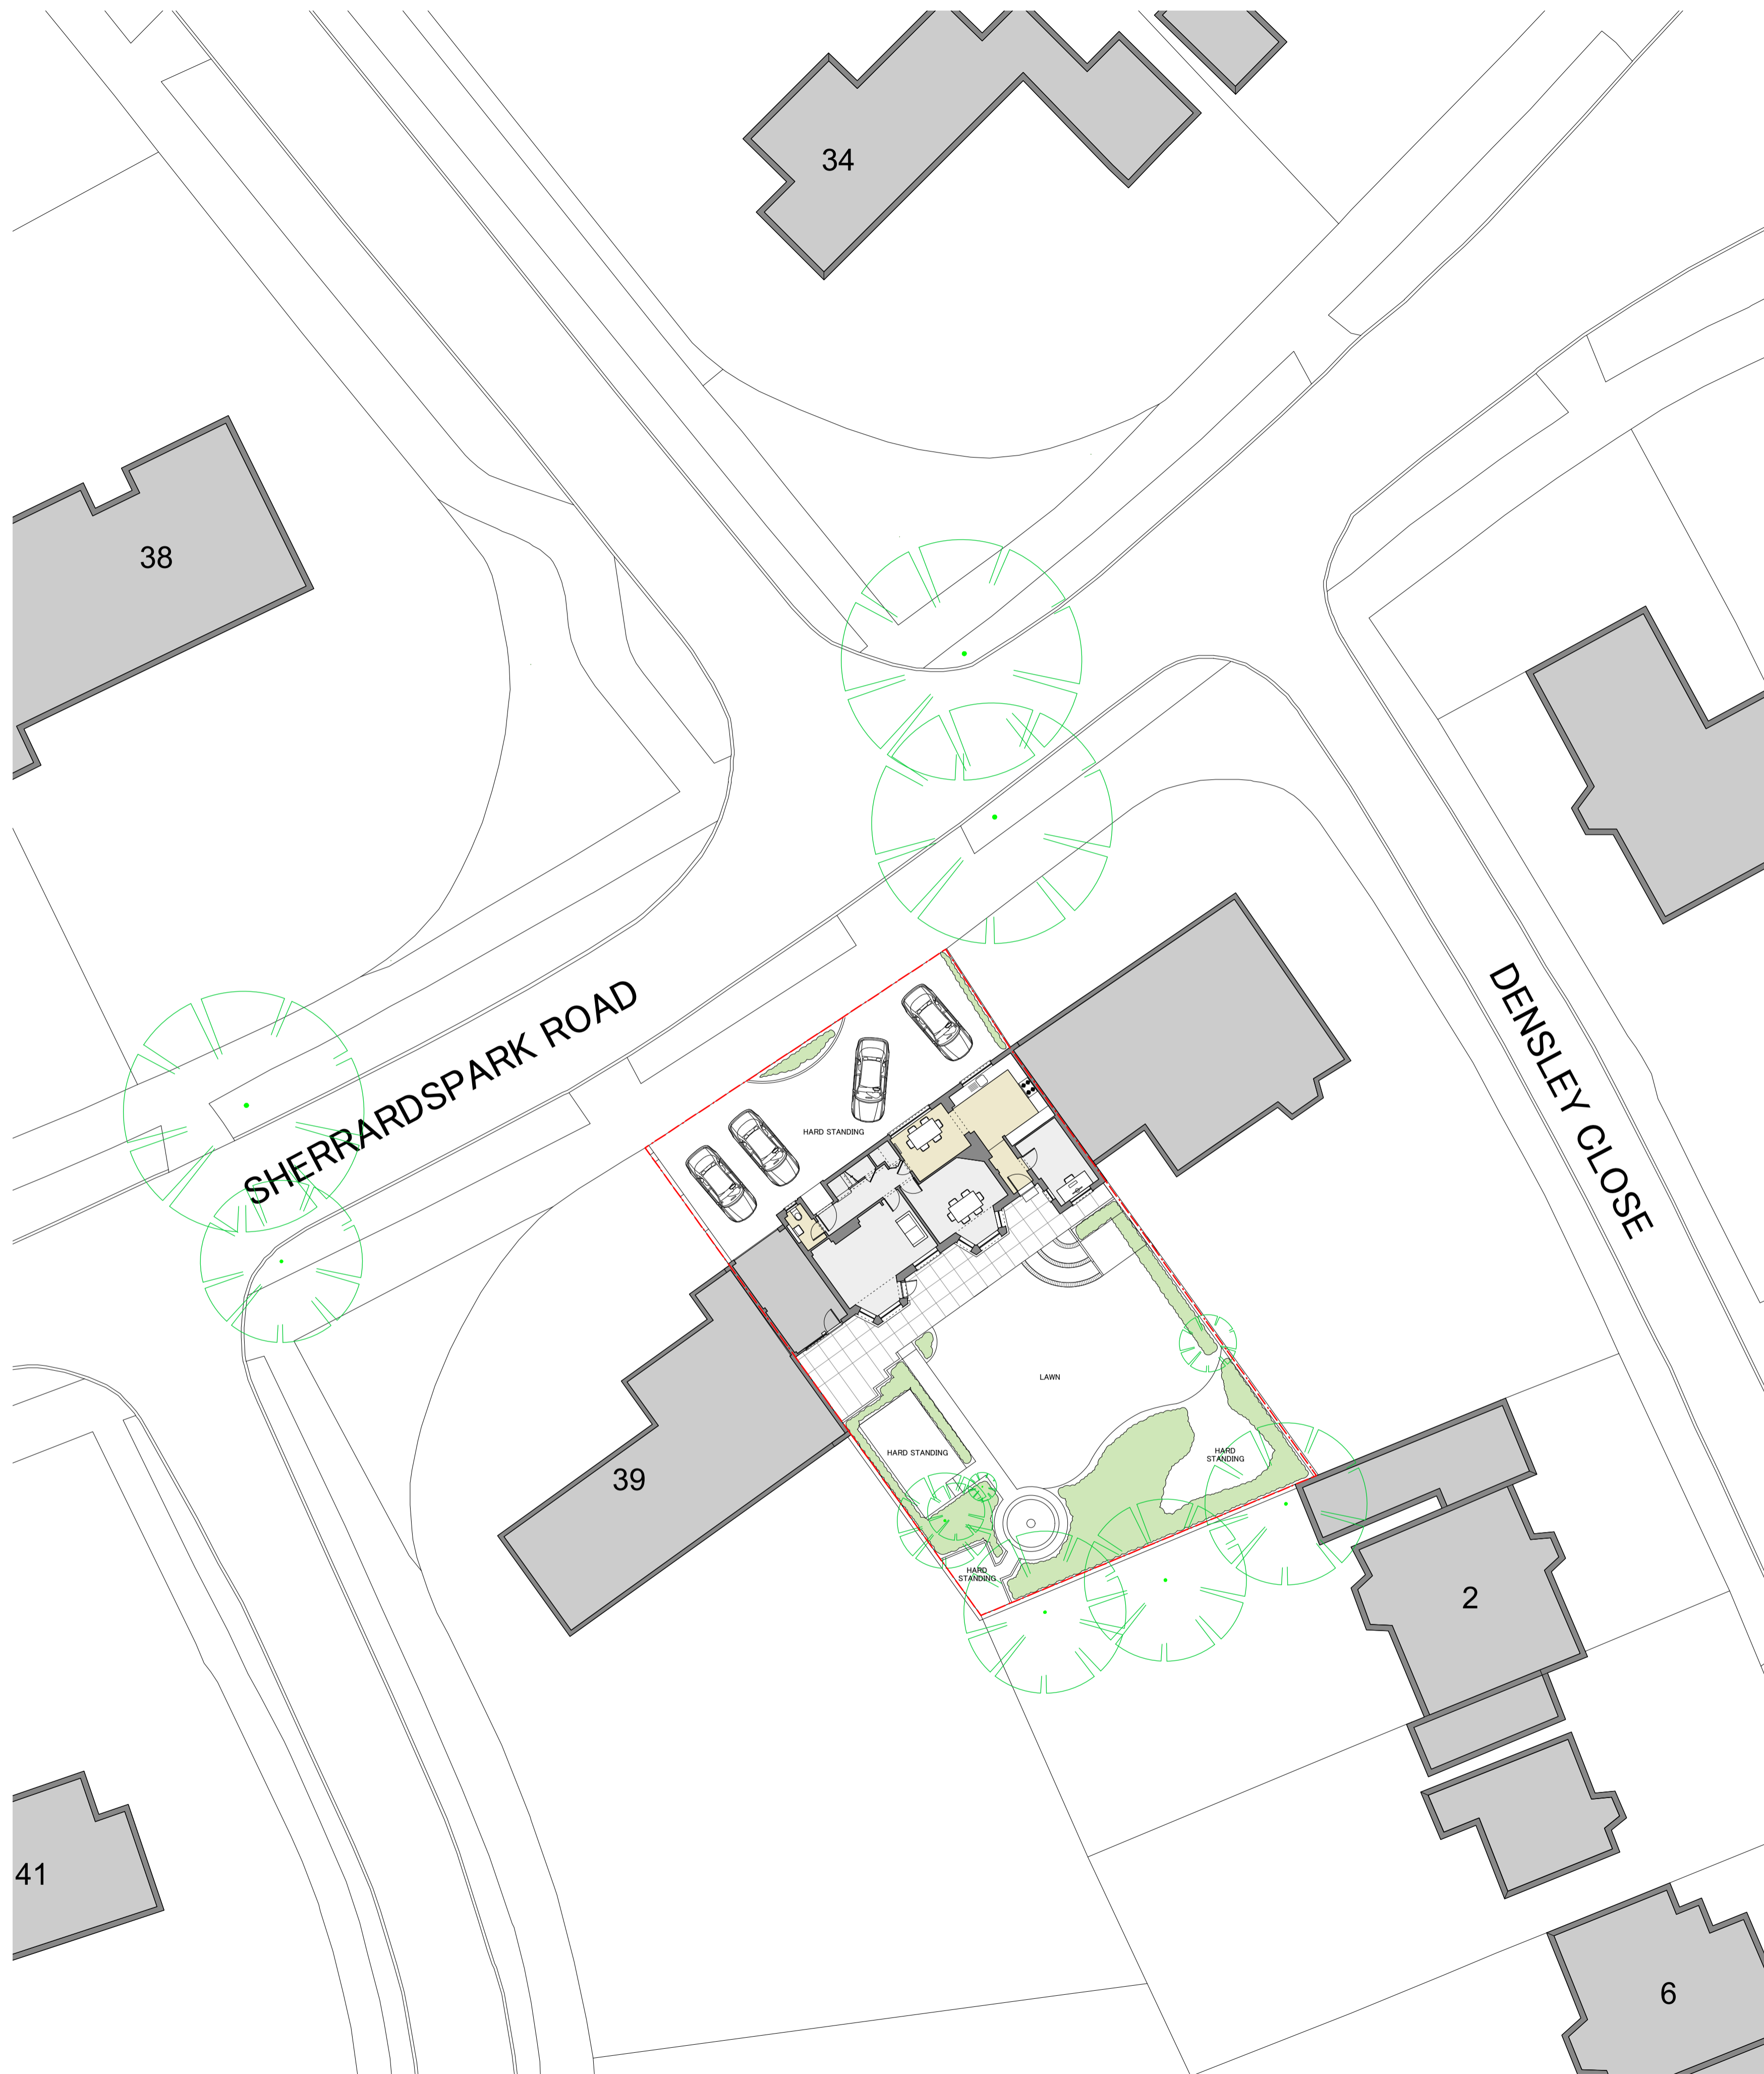 34
38
SHERRARDSPARK ROAD
DENSLEY CLOSE
HARD STANDING
LAWN
HARD STANDING
HARD
STANDING
39
HARD
STANDING
2
41
6